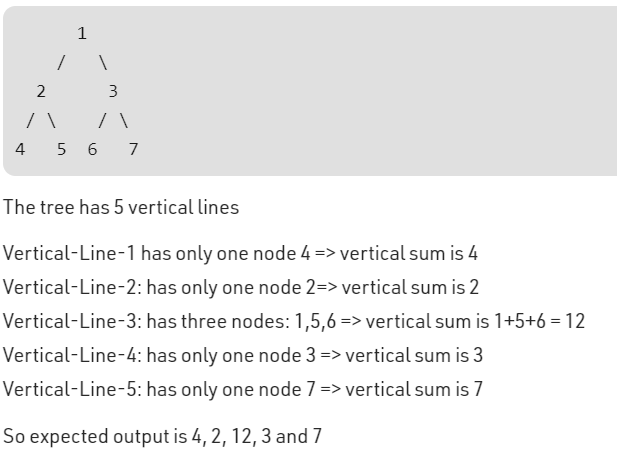 1
/ \
2 3
/ \ / \
4 5 6 7
The tree has 5 vertical lines
Vertical-Line-1 has only one node 4 => vertical sum is 4
Vertical-Line-2: has only one node 2=> vertical sum is 2
Vertical-Line-3: has three nodes: 1,5,6 => vertical sum is 1+5+6 = 12
Vertical-Line-4: has only one node 3 => vertical sum is 3
Vertical-Line-5: has only one node 7 => vertical sum is 7
So expected output is 4, 2, 12, 3 and 7